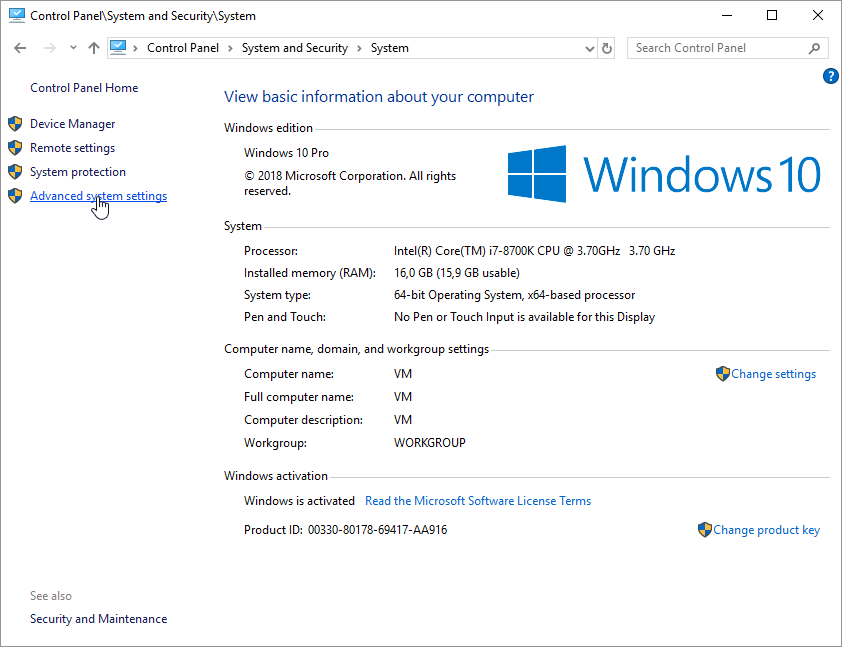 Control Panel\System and Security\System
Control Panel > System and Security > System
Search Control Panel
?
Control Panel Home
Device Manager
Remote settings
System protection
Advanced system settings
View basic information about your computer
Windows edition
Windows 10 Pro
© 2018 Microsoft Corporation. All rights
reserved.
Windows 10
System
Processor: Intel(R) Core(TM) i7-8700K CPU @ 3.70GHz 3.70 GHz
Installed memory (RAM): 16,0 GB (15,9 GB usable)
System type: 64-bit Operating System, x64-based processor
Pen and Touch: No Pen or Touch Input is available for this Display
Computer name, domain, and workgroup settings
Computer name: VM
Change settings
Full computer name: VM
Computer description: VM
Workgroup: WORKGROUP
Windows activation
Windows is activated Read the Microsoft Software License Terms
Product ID: 00330-80178-69417-AA916
Change product key
See also
Security and Maintenance